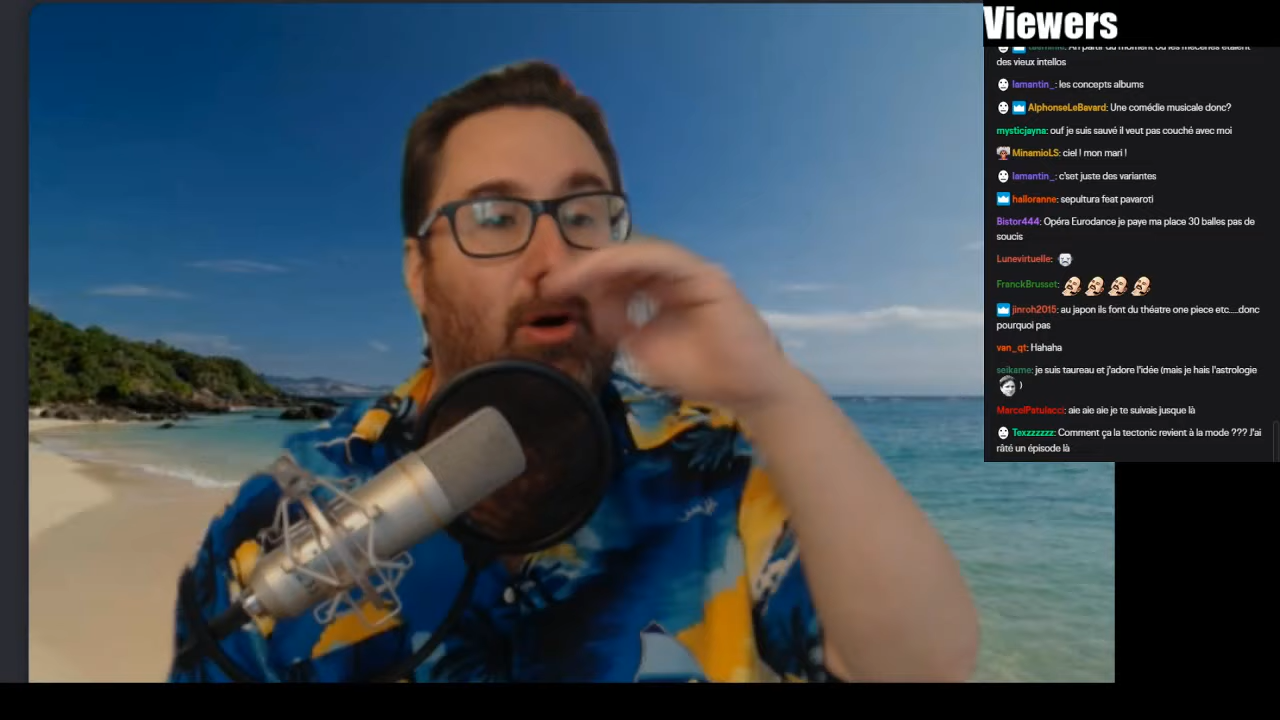 Viewers
des vieux intellos
lamantin_: les concepts albums
AlphonseLeBavard: Une comédie musicale donc?
mysticjayna: ouf je suis sauvé il veut pas couché avec moi
MinamioLS: ciel ! mon mari !
lamantin_: c'set juste des variantes
halloranne: sepultura feat pavaroti
Bistor444: Opéra Eurodance je paye ma place 30 balles pas de
soucis
Lunevirtuelle:
FranckBrusset:
jinroh2015: au japon ils font du théatre one piece etc....donc
pourquoi pas
van_qt: Hahaha
seikame: je suis taureau et j'adore l'idée (mais je hais l'astrologie
)
MarcelPatulacci: aie aie aie je te suivais jusque là
Texzzzzzz: Comment ça la tectonic revient à la mode ??? J'ai
râté un épisode là